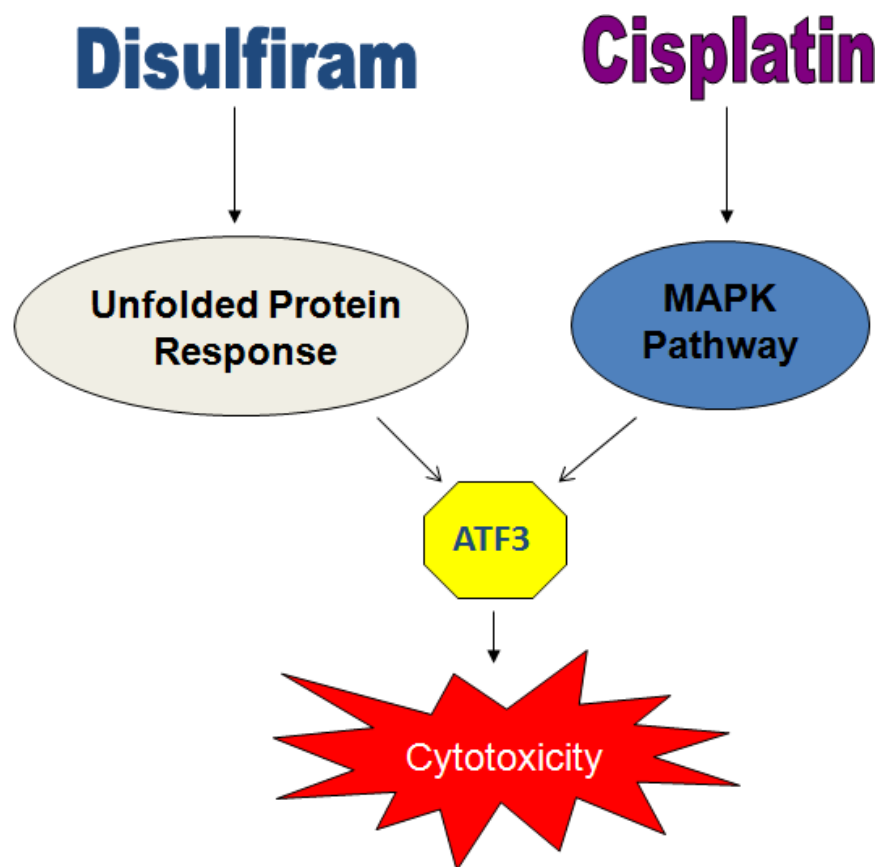 Disulfiram
Cisplatin
Unfolded Protein
Response
MAPK
Pathway
ATF3
Cytotoxicity